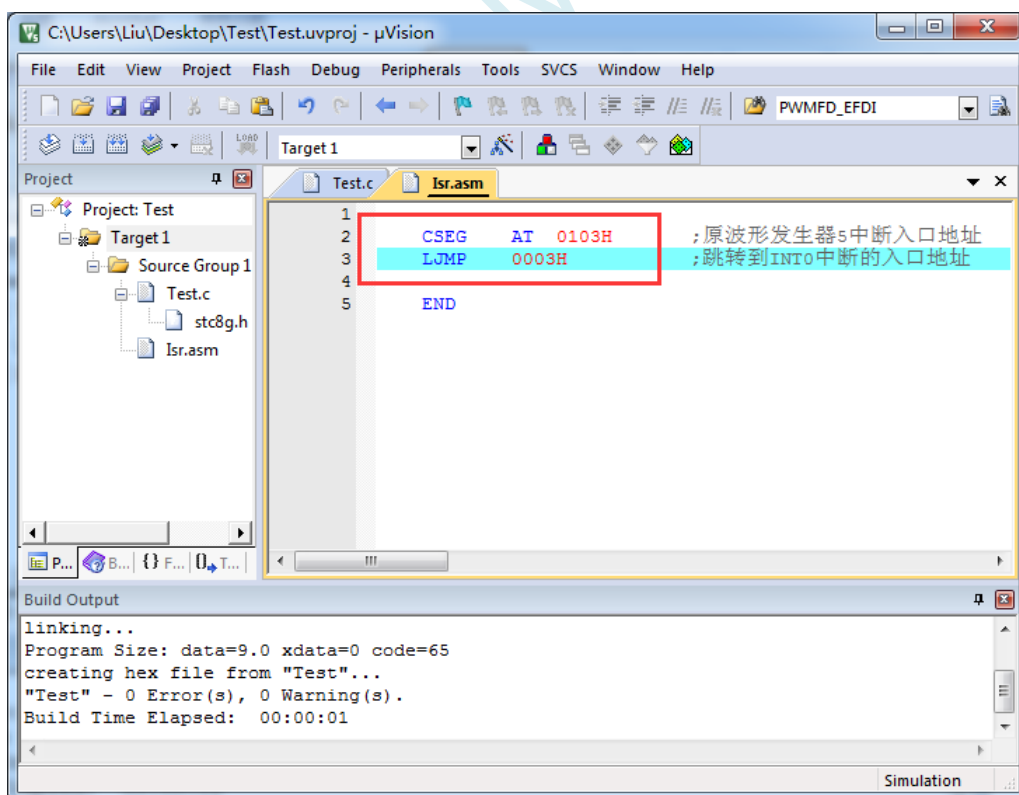 C:\Users\Liu\Desktop\Test\Test.uvproj - µVision
File Edit View Project Flash Debug Peripherals Tools SVCS Window Help
PWMFD_EFDI
LOAD Target 1
Project
Test.c Isr.asm
Project: Test
Target 1
Source Group 1
Test.c
stc8g.h
Isr.asm
1
2 CSEG AT 0103H ;原波形发生器5中断入口地址
3 LJMP 0003H ;跳转到INT0中断的入口地址
4
5 END
P... B... {} F... 0 T...
Build Output
linking...
Program Size: data=9.0 xdata=0 code=65
creating hex file from "Test"...
"Test" - 0 Error(s), 0 Warning(s).
Build Time Elapsed: 00:00:01
Simulation